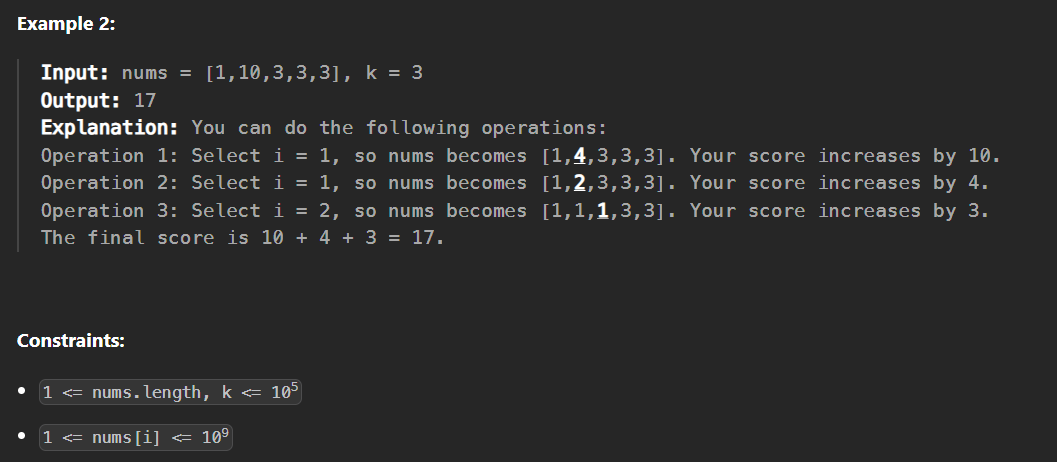 Example 2:
Input: nums = [1,10,3,3,3], k = 3
Output: 17
Explanation: You can do the following operations:
Operation 1: Select i = 1, so nums becomes [1,4,3,3,3]. Your score increases by 10.
Operation 2: Select i = 1, so nums becomes [1,2,3,3,3]. Your score increases by 4.
Operation 3: Select i = 2, so nums becomes [1,1,1,3,3]. Your score increases by 3.
The final score is 10 + 4 + 3 = 17.
Constraints:
• 1 <= nums.length, k <= 10⁵
• 1 <= nums[i] <= 10⁹